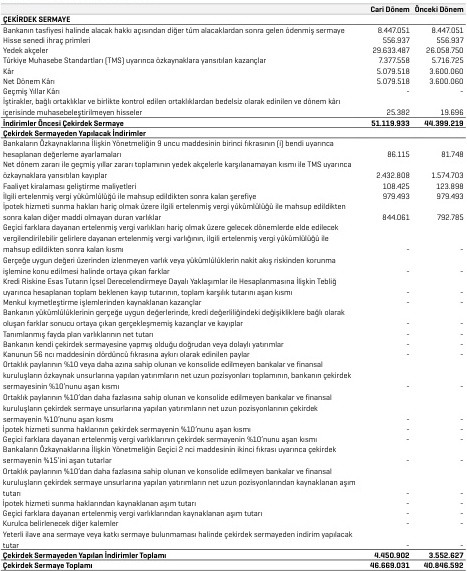 Cari Dönem Önceki Dönem
ÇEKİRDEK SERMAYE
Bankanın tasfiyesi halinde alacak hakkı açısından diğer tüm alacaklardan sonra gelen ödenmiş sermaye 8.447.051 8.447.051
Hisse senedi ihraç primleri 556.937 556.937
Yedek akçeler 29.633.487 26.058.750
Türkiye Muhasebe Standartları (TMS) uyarınca özkaynaklara yansıtılan kazançlar 7.377.558 5.716.725
Kâr 5.079.518 3.600.060
Net Dönem Kârı 5.079.518 3.600.060
Geçmiş Yıllar Kârı - -
İştirakler, bağlı ortaklıklar ve birlikte kontrol edilen ortaklıklardan bedelsiz olarak edinilen ve dönem kârı
içerisinde muhasebeleştirilmeyen hisseler 25.382 19.696
İndirimler Öncesi Çekirdek Sermaye 51.119.933 44.399.219
Çekirdek Sermayeden Yapılacak İndirimler
Bankaların Özkaynaklarına İlişkin Yönetmeliğin 9 uncu maddesinin birinci fıkrasının (i) bendi uyarınca
hesaplanan değerleme ayarlamaları 86.115 81.748
Net dönem zararı ile geçmiş yıllar zararı toplamının yedek akçelerle karşılanamayan kısmı ile TMS uyarınca
özkaynaklara yansıtılan kayıplar 2.432.808 1.574.703
Faaliyet kiralaması geliştirme maliyetleri 108.425 123.898
İlgili ertelenmiş vergi yükümlülüğü ile mahsup edildikten sonra kalan şerefiye 979.493 979.493
İpotek hizmeti sunma hakları hariç olmak üzere ilgili ertelenmiş vergi yükümlülüğü ile mahsup edildikten
sonra kalan diğer maddi olmayan duran varlıklar 844.061 792.785
Geçici farklara dayanan ertelenmiş vergi varlıkları hariç olmak üzere gelecek dönemlerde elde edilecek
vergilendirilebilir gelirlere dayanan ertelenmiş vergi varlığının, ilgili ertelenmiş vergi yükümlülüğü ile
mahsup edildikten sonra kalan kısmı - -
Gerçeğe uygun değeri üzerinden izlenmeyen varlık veya yükümlülüklerin nakit akış riskinden korunma
işlemine konu edilmesi halinde ortaya çıkan farklar - -
Kredi Riskine Esas Tutarın İçsel Derecelendirmeye Dayalı Yaklaşımlar ile Hesaplanmasına İlişkin Tebliğ
uyarınca hesaplanan toplam beklenen kayıp tutarının, toplam karşılık tutarını aşan kısmı - -
Menkul kıymetleştirme işlemlerinden kaynaklanan kazançlar - -
Bankanın yükümlülüklerinin gerçeğe uygun değerlerinde, kredi değerliliğindeki değişikliklere bağlı olarak
oluşan farklar sonucu ortaya çıkan gerçekleşmemiş kazançlar ve kayıplar - -
Tanımlanmış fayda plan varlıklarının net tutarı - -
Bankanın kendi çekirdek sermayesine yapmış olduğu doğrudan veya dolaylı yatırımlar - -
Kanunun 56 ncı maddesinin dördüncü fıkrasına aykırı olarak edinilen paylar - -
Ortaklık paylarının %10 veya daha azına sahip olunan ve konsolide edilmeyen bankalar ve finansal
kuruluşların özkaynak unsurlarına yapılan yatırımların net uzun pozisyonları toplamının, bankanın çekirdek
sermayesinin %10'nunu aşan kısmı - -
Ortaklık paylarının %10'dan daha fazlasına sahip olunan ve konsolide edilmeyen bankalar ve finansal
kuruluşların çekirdek sermaye unsurlarına yapılan yatırımların net uzun pozisyonlarının çekirdek
sermayenin %10'nunu aşan kısmı - -
İpotek hizmeti sunma haklarının çekirdek sermayenin %10'nunu aşan kısmı - -
Geçici farklara dayanan ertelenmiş vergi varlıklarının çekirdek sermayenin %10'nunu aşan kısmı - -
Bankaların Özkaynaklarına İlişkin Yönetmeliğin Geçici 2 nci maddesinin ikinci fıkrası uyarınca çekirdek
sermayenin %15'ini aşan tutarlar - -
Ortaklık paylarının %10'dan daha fazlasına sahip olunan ve konsolide edilmeyen bankalar ve finansal
kuruluşların çekirdek sermaye unsurlarına yapılan yatırımların net uzun pozisyonlarından kaynaklanan aşım
tutarı - -
İpotek hizmeti sunma haklarından kaynaklanan aşım tutarı - -
Geçici farklara dayanan ertelenmiş vergi varlıklarından kaynaklanan aşım tutarı - -
Kurulca belirlenecek diğer kalemler - -
Yeterli ilave ana sermaye veya katkı sermaye bulunmaması halinde çekirdek sermayeden indirim yapılacak
tutar - -
Çekirdek Sermayeden Yapılan İndirimler Toplamı 4.450.902 3.552.627
Çekirdek Sermaye Toplamı 46.669.031 40.846.592